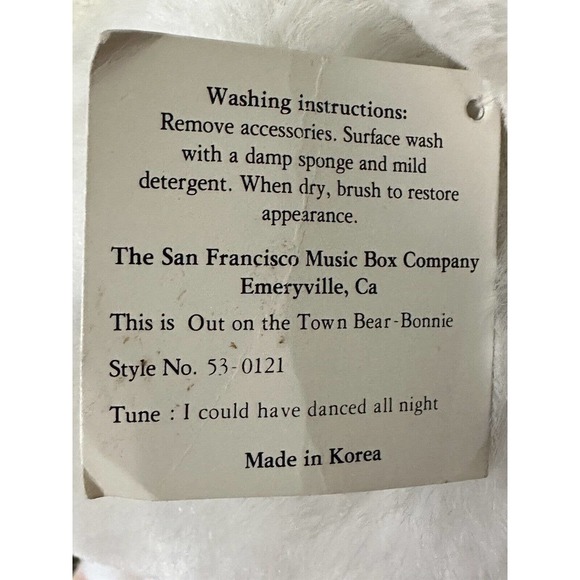 Washing instructions:
Remove accessories. Surface wash
with a damp sponge and mild
detergent. When dry, brush to restore
appearance.
The San Francisco Music Box Company
Emeryville, Ca
This is Out on the Town Bear-Bonnie
Style No. 53-0121
Tune : I could have danced all night
Made in Korea